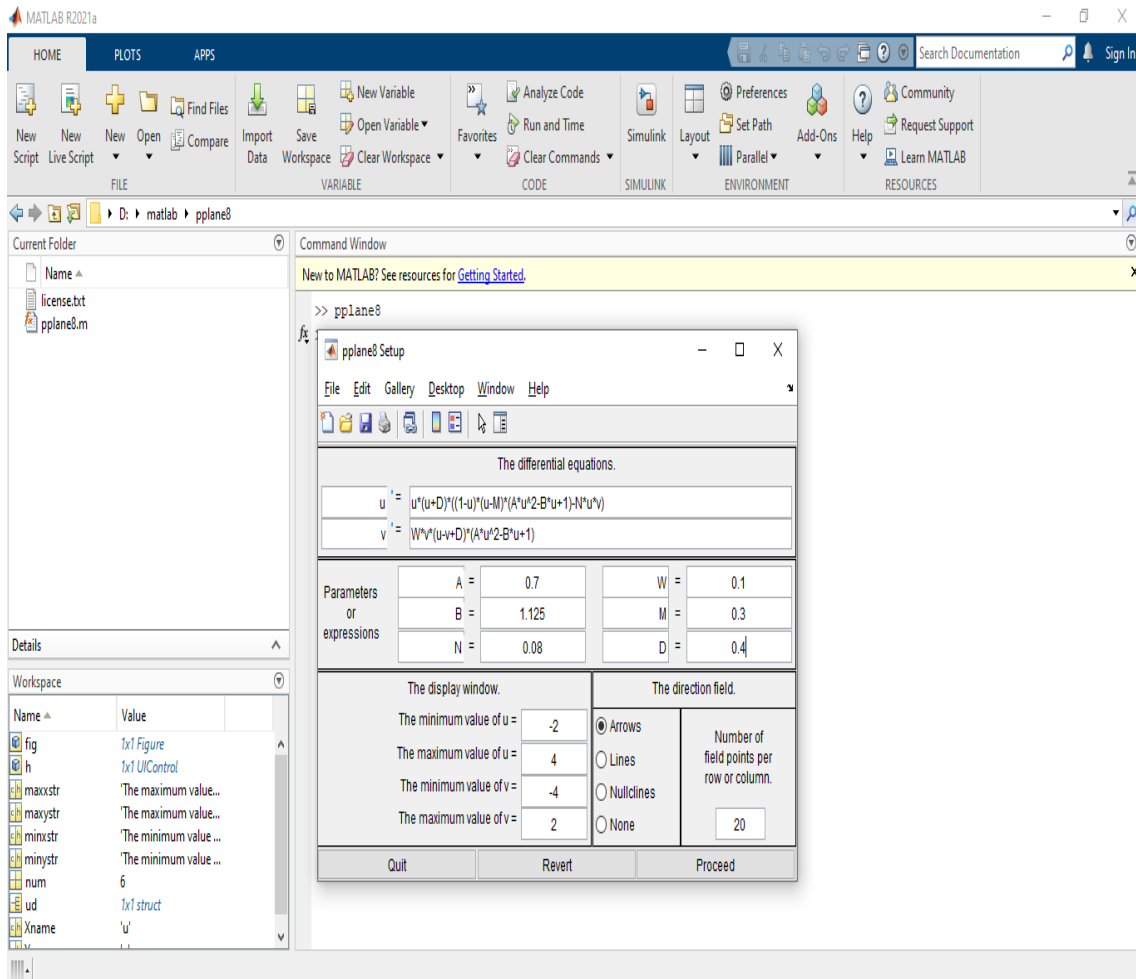 MATLAB R2021a
HOME PLOTS APPS Search Documentation Sign In
New Script New Live Script New Open Find Files Compare Import Data Save Workspace New Variable Open Variable Clear Workspace Favorites Analyze Code Run and Time Clear Commands Simulink Layout Preferences Set Path Parallel Add-Ons Help Community Request Support Learn MATLAB
FILE VARIABLE CODE SIMULINK ENVIRONMENT RESOURCES
D: matlab pplane8
Current Folder
Name
license.txt
pplane8.m
Details
Workspace
Name Value
fig 1x1 Figure
h 1x1 UIControl
maxxstr 'The maximum value...
maxystr 'The maximum value...
minxstr 'The minimum value ...
minystr 'The minimum value ...
num 6
ud 1x1 struct
Xname 'u'
Command Window
New to MATLAB? See resources for Getting Started.
>> pplane8
fx
pplane8 Setup
File Edit Gallery Desktop Window Help
The differential equations.
u ' = u*(u+D)*((1-u)*(u-M)*(A*u^2-B*u+1)-N*u*v)
v ' = W*v*(u-v+D)*(A*u^2-B*u+1)
Parameters or expressions
A = 0.7 W = 0.1
B = 1.125 M = 0.3
N = 0.08 D = 0.4
The display window.
The minimum value of u = -2
The maximum value of u = 4
The minimum value of v = -4
The maximum value of v = 2
The direction field.
Arrows
Lines
Nullclines
None
Number of
field points per
row or column.
20
Quit Revert Proceed